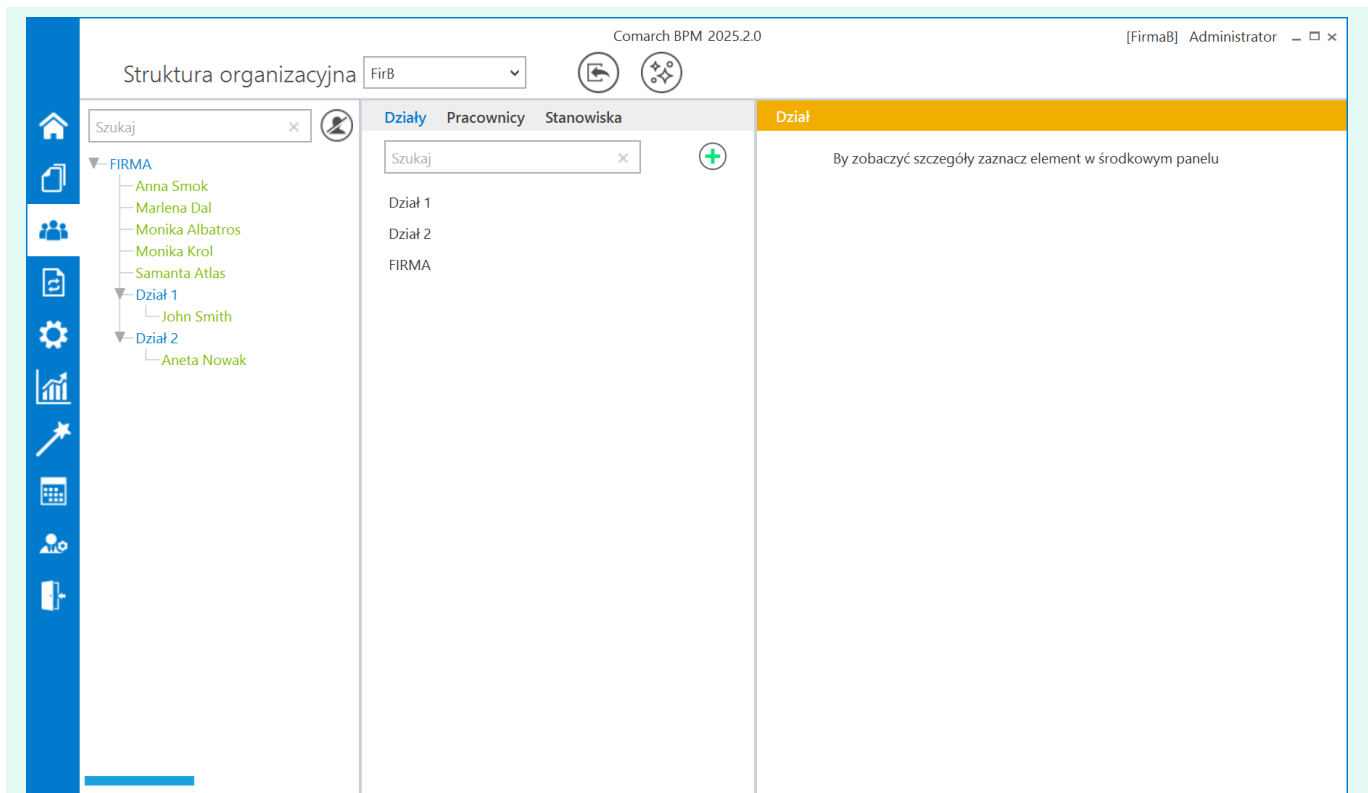 Comarch BPM 2025.2.0
[FirmaB] Administrator
Struktura organizacyjna FirB
Szukaj
FIRMA
Anna Smok
Marlena Dal
Monika Albatros
Monika Krol
Samanta Atlas
Dział 1
John Smith
Dział 2
Aneta Nowak
Działy Pracownicy Stanowiska
Szukaj
Dział 1
Dział 2
FIRMA
Dział
By zobaczyć szczegóły zaznacz element w środkowym panelu